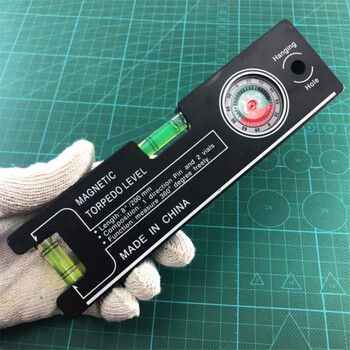 Hanging
Hole
MAGNETIC
TORPEDO LEVEL
• Length: 8" /200 mm
• Composition: 1 direction Pin and 2 vials
• Function: measure 360° degree freely.
MADE IN CHINA